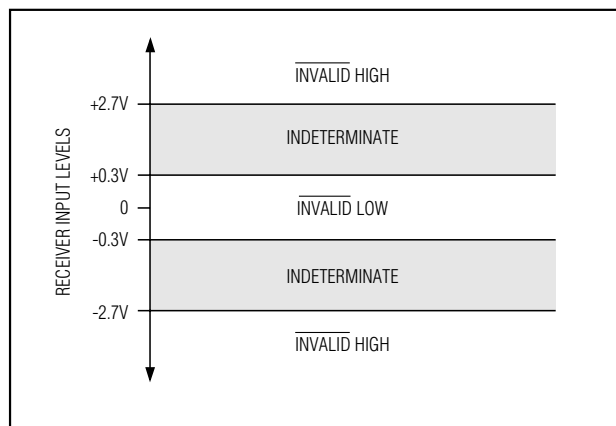 INVALID HIGH
+2.7V
INDETERMINATE
+0.3V
RECEIVER INPUT LEVELS
0
INVALID LOW
-0.3V
INDETERMINATE
-2.7V
INVALID HIGH